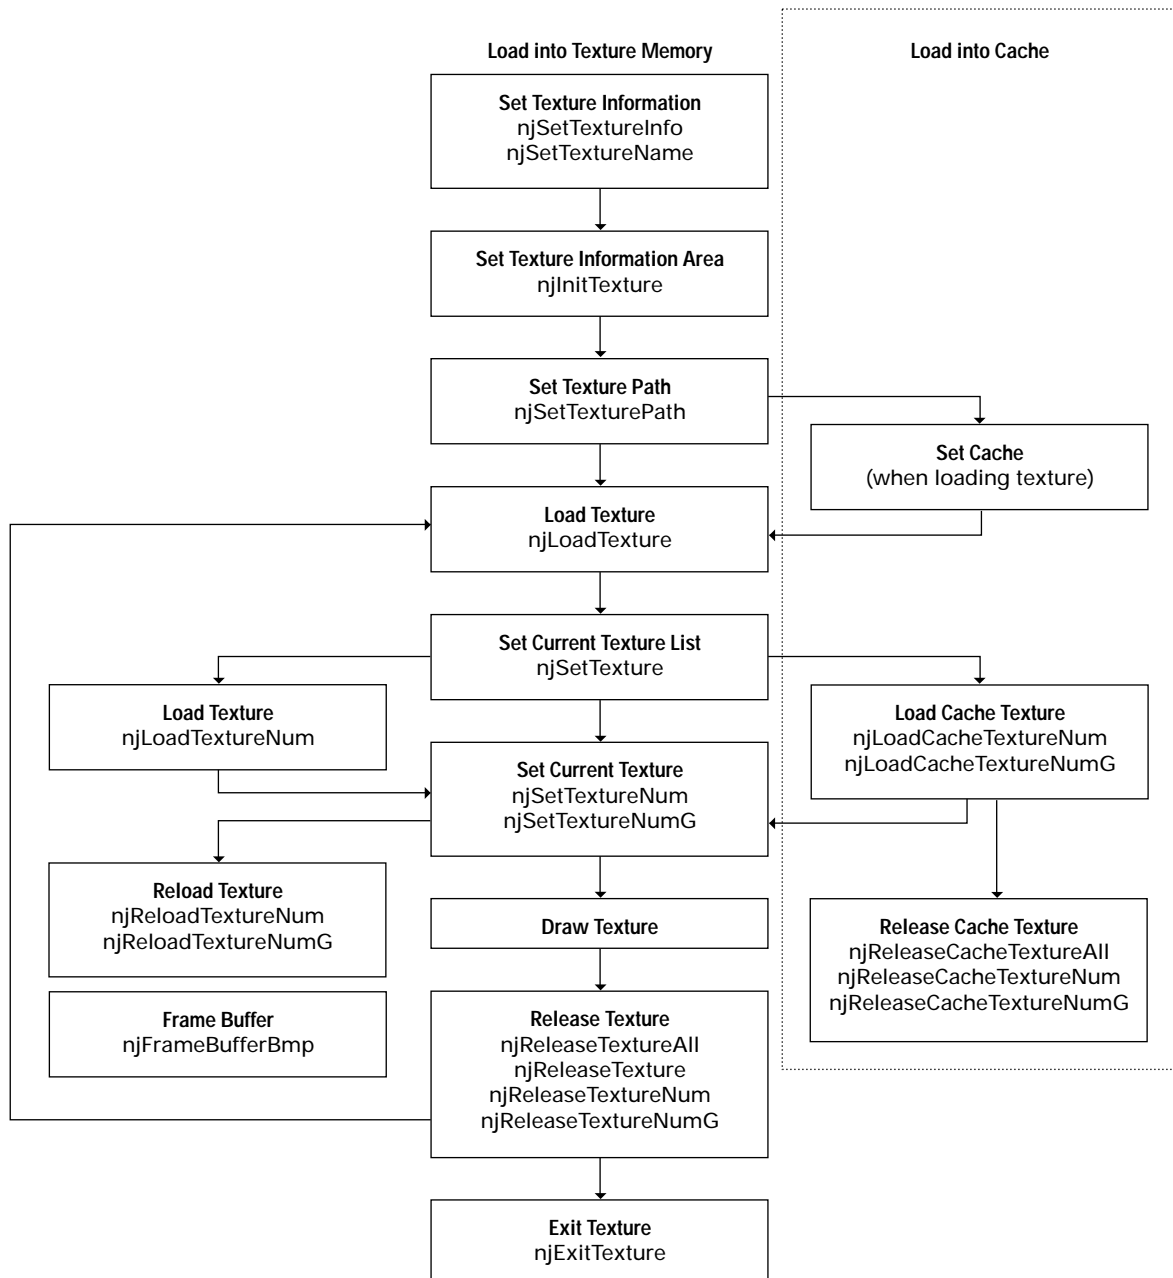 Load into Texture Memory
Load into Cache
Set Texture Information
njSetTextureInfo
njSetTextureName
Set Texture Information Area
njInitTexture
Set Texture Path
njSetTexturePath
Set Cache
(when loading texture)
Load Texture
njLoadTexture
Set Current Texture List
njSetTexture
Load Texture
njLoadTextureNum
Load Cache Texture
njLoadCacheTextureNum
njLoadCacheTextureNumG
Set Current Texture
njSetTextureNum
njSetTextureNumG
Reload Texture
njReloadTextureNum
njReloadTextureNumG
Draw Texture
Release Cache Texture
njReleaseCacheTextureAll
njReleaseCacheTextureNum
njReleaseCacheTextureNumG
Frame Buffer
njFrameBufferBmp
Release Texture
njReleaseTextureAll
njReleaseTexture
njReleaseTextureNum
njReleaseTextureNumG
Exit Texture
njExitTexture